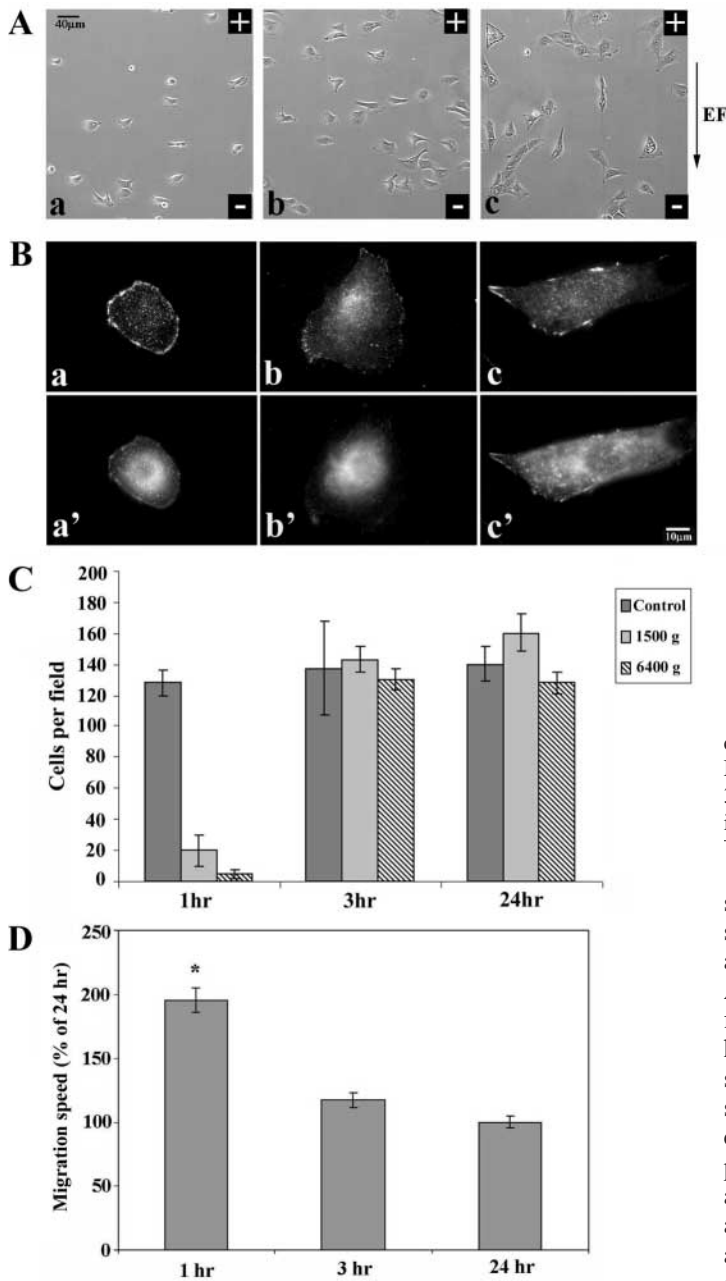 A
40μm
+
+
+
a
b
c
-
-
-
EF
B
a
b
c
a’
b’
c’
10μm
C
Cells per field
200
180
160
140
120
100
80
60
40
20
0
1hr
3hr
24hr
Control
1500 g
6400 g
D
Migration speed (% of 24 hr)
250
200
150
100
50
0
*
1 hr
3 hr
24 hr